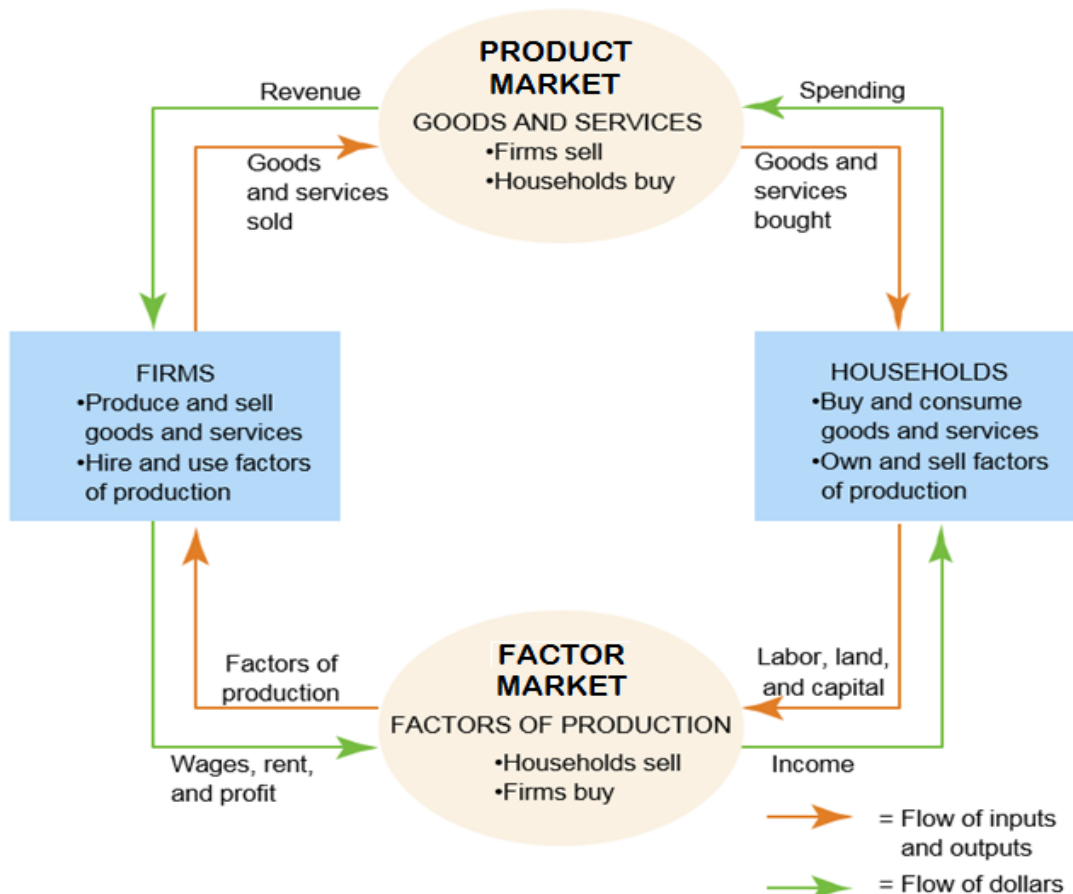 PRODUCT
MARKET
GOODS AND SERVICES
•Firms sell
•Households buy
Revenue
Goods
and services
sold
Spending
Goods and
services
bought
FIRMS
•Produce and sell
goods and services
•Hire and use factors
of production
HOUSEHOLDS
•Buy and consume
goods and services
•Own and sell factors
of production
Factors of
production
Wages, rent,
and profit
FACTOR
MARKET
FACTORS OF PRODUCTION
•Households sell
•Firms buy
Labor, land,
and capital
Income
= Flow of inputs
and outputs
= Flow of dollars